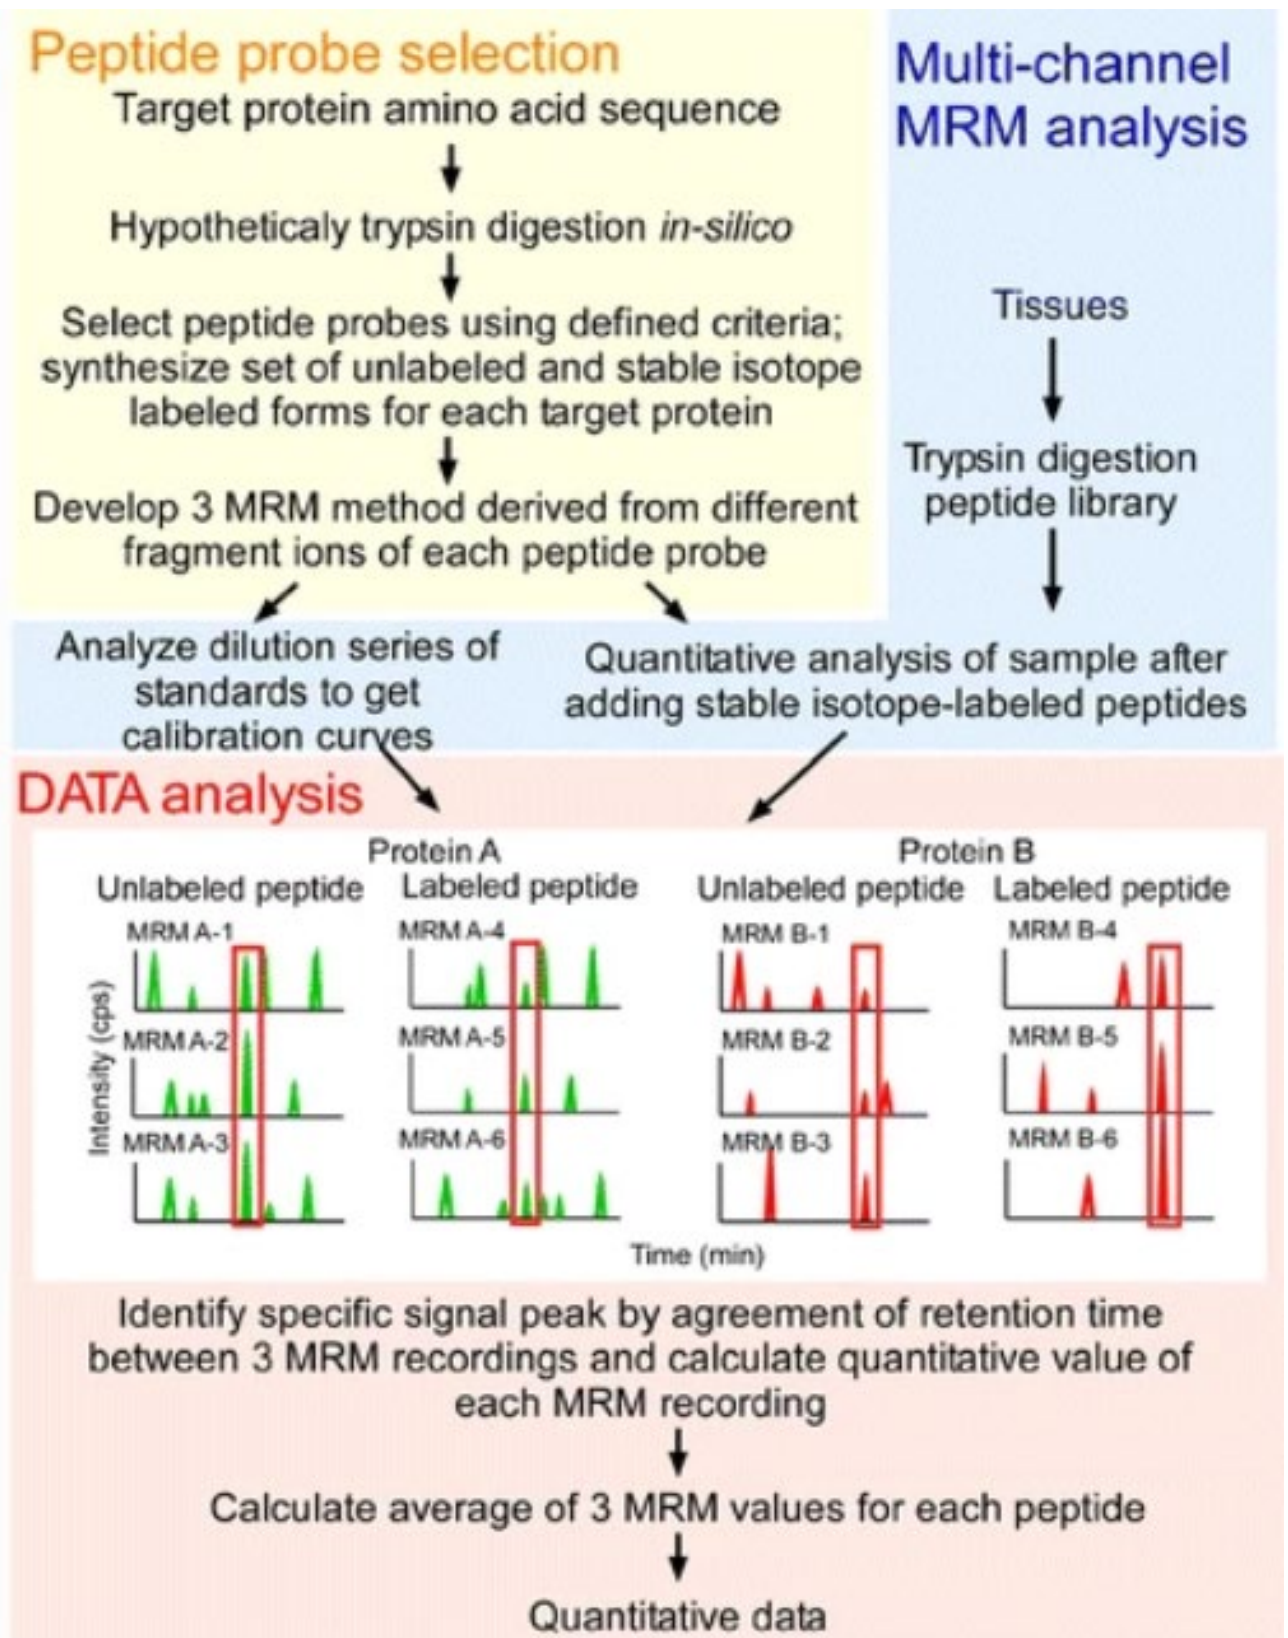 Peptide probe selection
Target protein amino acid sequence
Hypotheticaly trypsin digestion in-silico
Select peptide probes using defined criteria;
synthesize set of unlabeled and stable isotope
labeled forms for each target protein
Develop 3 MRM method derived from different
fragment ions of each peptide probe
Multi-channel
MRM analysis
Tissues
Trypsin digestion
peptide library
Analyze dilution series of
standards to get
calibration curves
Quantitative analysis of sample after
adding stable isotope-labeled peptides
DATA analysis
Protein A
Unlabeled peptide
Labeled peptide
Protein B
Unlabeled peptide
Labeled peptide
MRM A-1
MRM A-4
MRM B-1
MRM B-4
MRM A-2
MRM A-5
MRM B-2
MRM B-5
MRM A-3
MRM A-6
MRM B-3
MRM B-6
Intensity (cps)
Time (min)
Identify specific signal peak by agreement of retention time
between 3 MRM recordings and calculate quantitative value of
each MRM recording
Calculate average of 3 MRM values for each peptide
Quantitative data